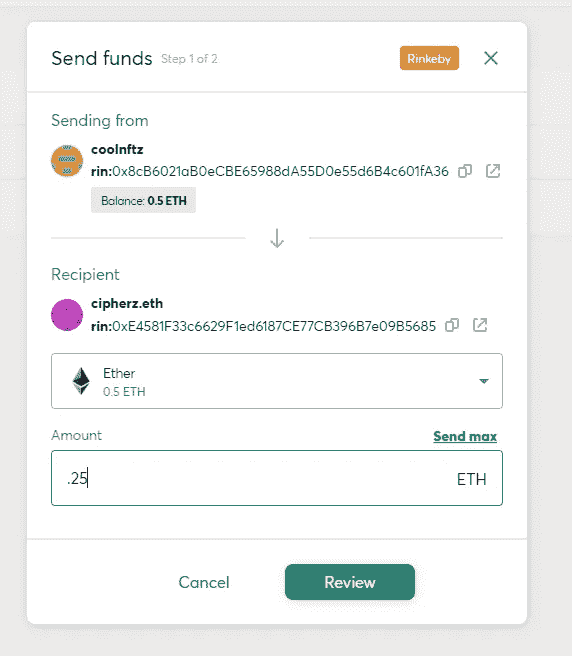 Send funds Step 1 of 2 Rinkeby
Sending from
coolnftz
rin:0x8cB6021aB0eCBE65988dA55D0e55d6B4c601fA36
Balance: 0.5 ETH
Recipient
cipherz.eth
rin:0xE4581F33c6629F1ed6187CE77CB396B7e09B5685
Ether
0.5 ETH
Amount Send max
.25 ETH
Cancel Review